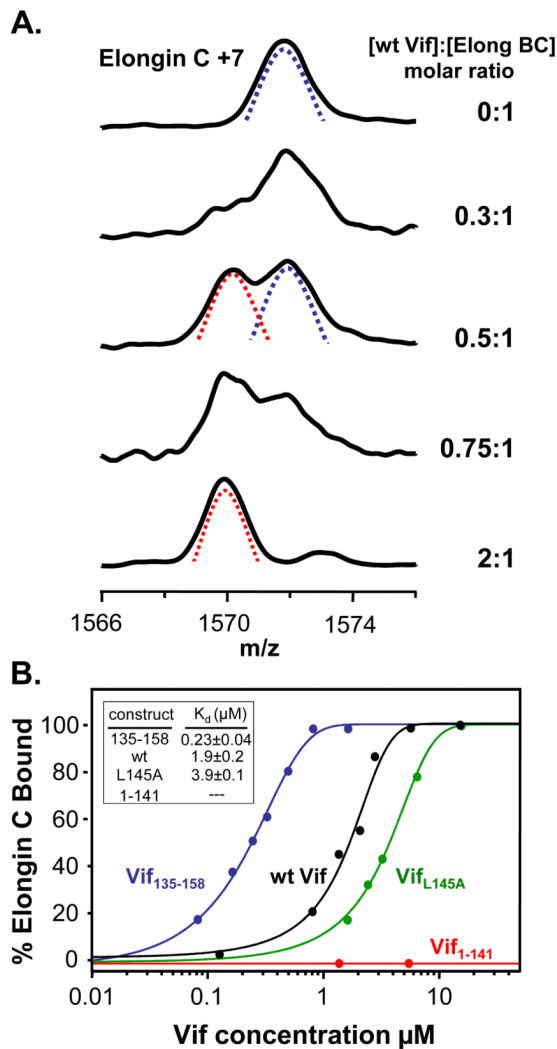 A.
Elongin C +7
[wt Vif]:[Elong BC]
molar ratio
0:1
0.3:1
0.5:1
0.75:1
2:1
1566 1570 1574
m/z
B.
construct K_d (μM)
135-158 0.23±0.04
wt 1.9±0.2
L145A 3.9±0.1
1-141 ---
100
80
60
40
20
0
% Elongin C Bound
Vif135-158
wt Vif
VifL145A
Vif1-141
0.01 0.1 1 10
Vif concentration μM